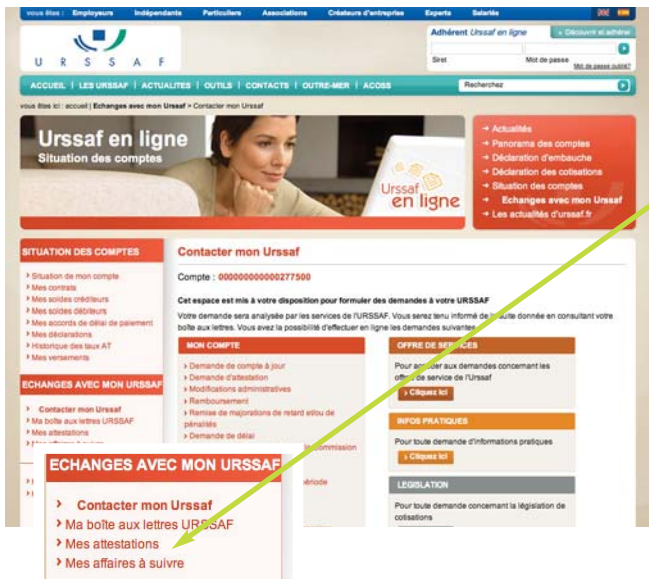 vous êtes : Employeurs Indépendants Particuliers Associations Créateurs d'entreprise Experts Salariés
Adhérent Urssaf en ligne
Découvrir et adhérer
URSSAF
Siret Mot de passe
Mot de passe oublié?
ACCUEIL | LES URSSAF | ACTUALITES | OUTILS | CONTACTS | OUTRE-MER | ACOSS
Recherchez
vous êtes ici : accueil | Echanges avec mon Urssaf > Contacter mon Urssaf
Urssaf en ligne
Situation des comptes
Urssaf
en ligne
Actualités
Panorama des comptes
Déclaration d'embauche
Déclaration des cotisations
Situation des comptes
Echanges avec mon Urssaf
Les actualités d'urssaf.fr
SITUATION DES COMPTES
Situation de mon compte
Mes contrats
Mes soldes créditeurs
Mes soldes débiteurs
Mes accords de délai de paiement
Mes déclarations
Historique des taux AT
Mes versements
ECHANGES AVEC MON URSSAF
Contacter mon Urssaf
Ma boîte aux lettres URSSAF
Mes attestations
Contacter mon Urssaf
Compte : 000000000000277500
Cet espace est mis à votre disposition pour formuler des demandes à votre URSSAF
Votre demande sera analysée par les services de l'URSSAF. Vous serez tenu informé de la suite donnée en consultant votre
boîte aux lettres. Vous avez la possibilité d'effectuer en ligne les demandes suivantes
MON COMPTE
Demande de compte à jour
Demande d'attestation
Modifications administratives
Remboursement
Remise de majorations de retard et/ou de
pénalités
Demande de délai
commission
période
OFFRE DE SERVICES
Pour accéder aux demandes concernant les
offres de service de l'Urssaf
Cliquez ici
INFOS PRATIQUES
Pour toute demande d'informations pratiques
Cliquez ici
LEGISLATION
Pour toute demande concernant la législation de
cotisations
ECHANGES AVEC MON URSSAF
Contacter mon Urssaf
Ma boîte aux lettres URSSAF
Mes attestations
Mes affaires à suivre